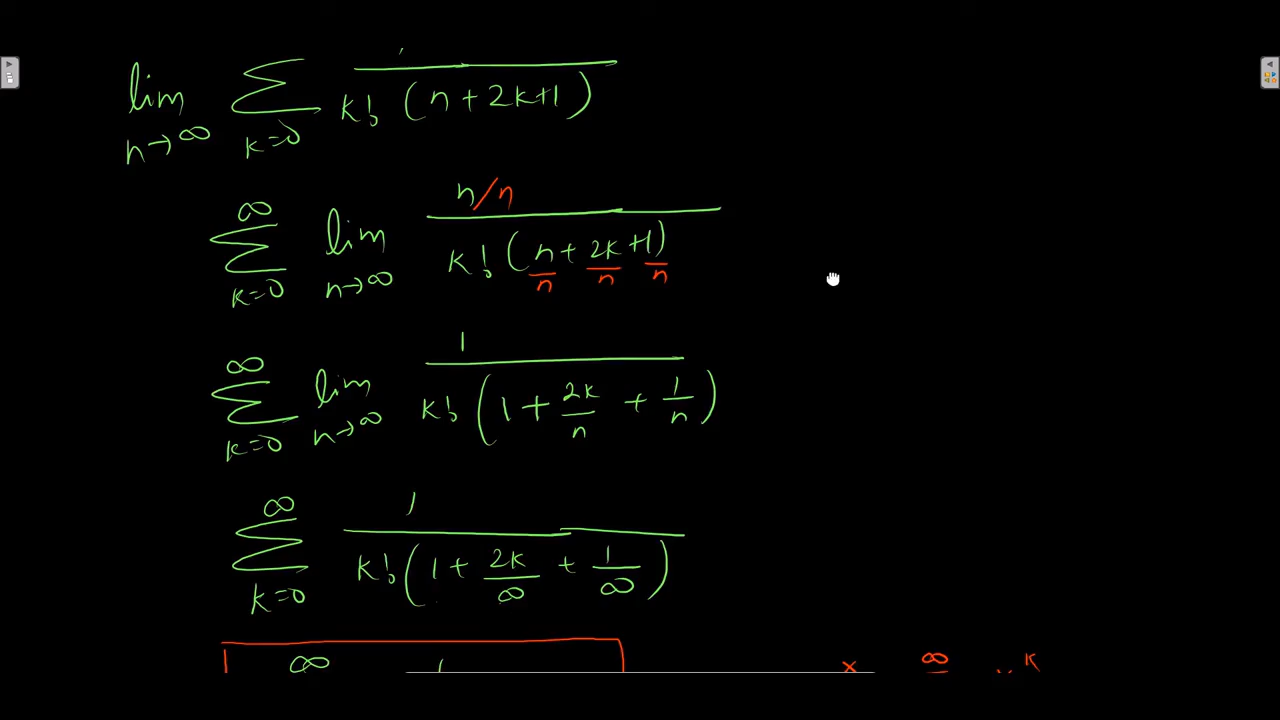 lim n→∞ ∑ k=0 / k! (n + 2k+1)
∞ ∑ k=0 lim n→∞ n/n / k! (n/n + 2k/n + 1/n)
∞ ∑ k=0 lim n→∞ 1 / k! (1 + 2k/n + 1/n)
∞ ∑ k=0 1 / k! (1 + 2k/∞ + 1/∞)
∞ x ∞ k